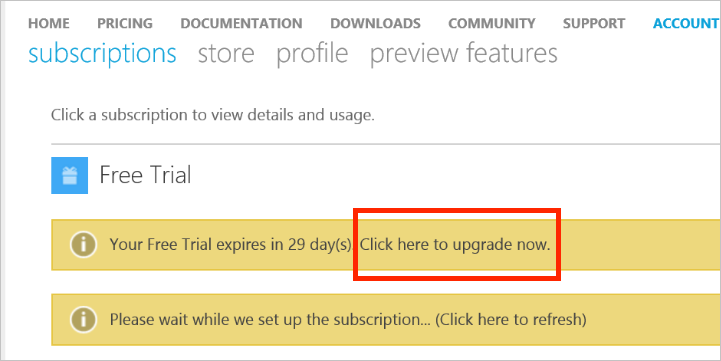 HOME PRICING DOCUMENTATION DOWNLOADS COMMUNITY SUPPORT ACCOUNT
subscriptions store profile preview features
Click a subscription to view details and usage.
Free Trial
Your Free Trial expires in 29 day(s). Click here to upgrade now.
Please wait while we set up the subscription... (Click here to refresh)